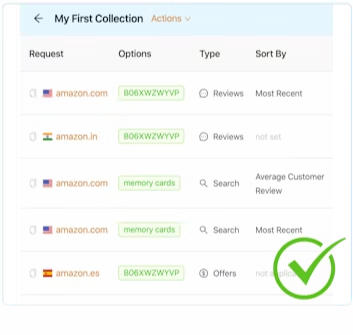 My First Collection Actions
Request Options Type Sort By
amazon.com B06XWZWYVP Reviews Most Recent
amazon.in B06XWZWYVP Reviews not set
amazon.com memory cards Search Average Customer
Review
amazon.com memory cards Search Most Recent
amazon.es B06XWZWYVP Offers not